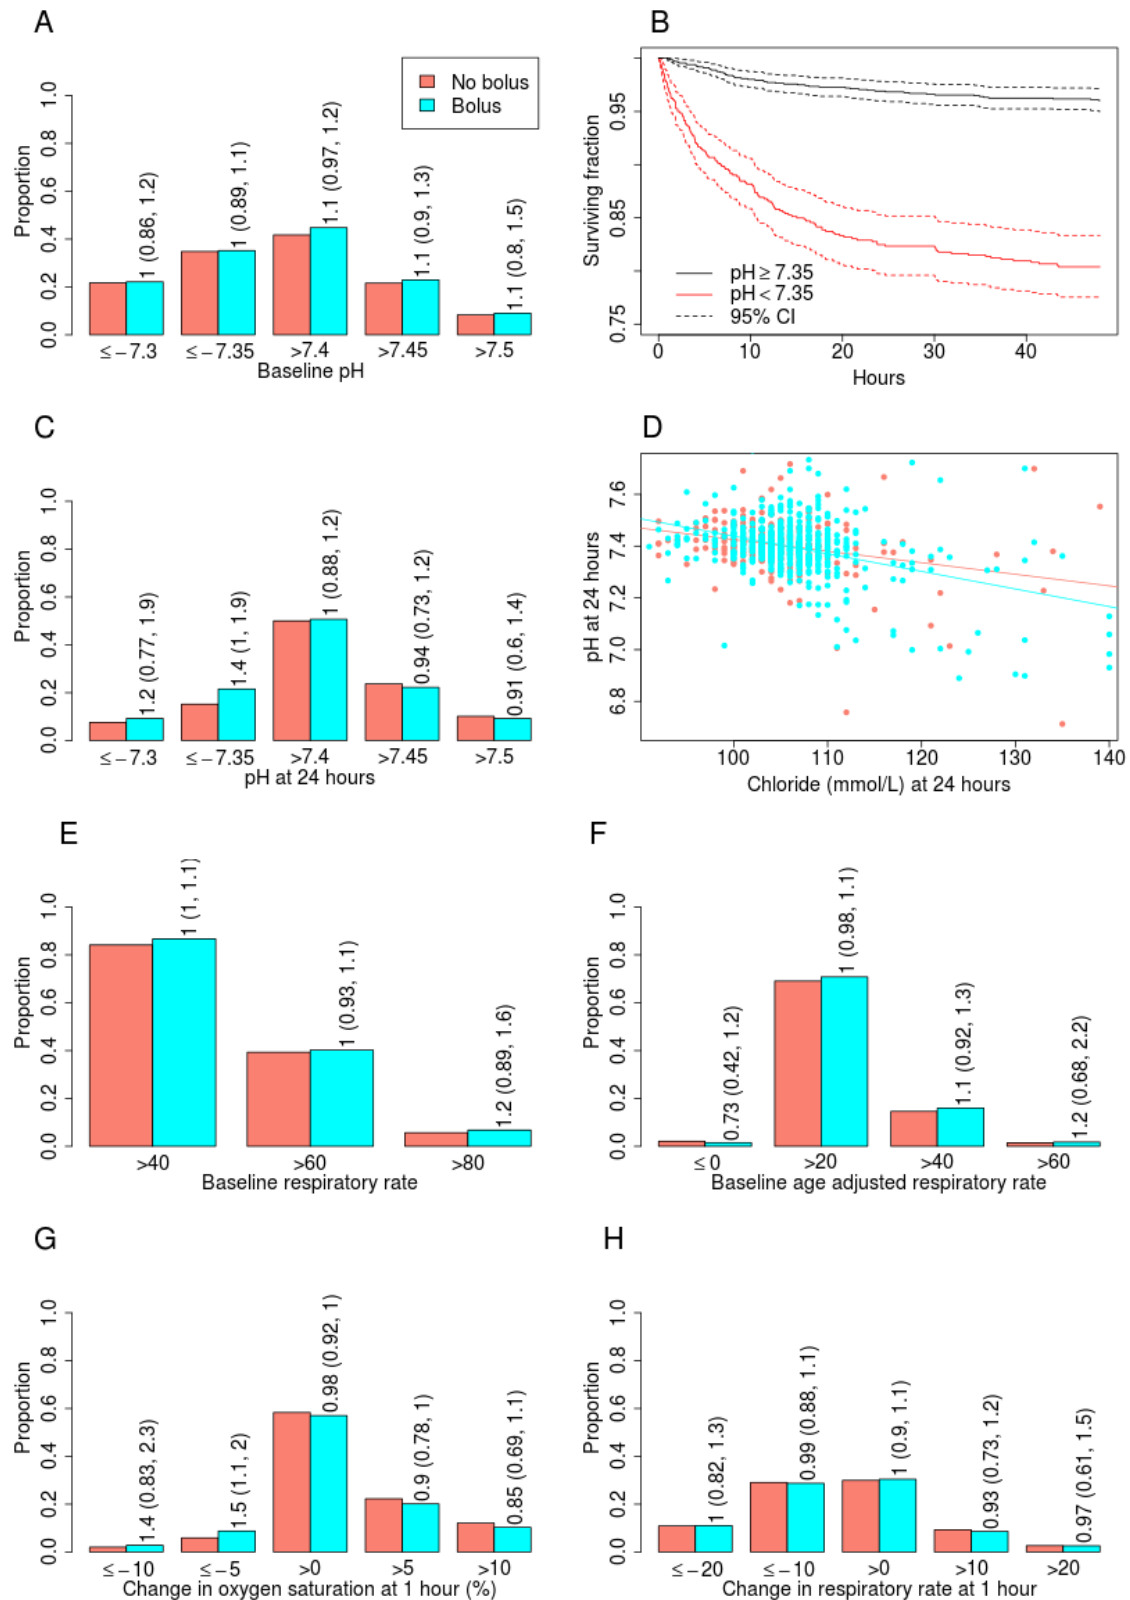 A
No bolus
Bolus
Proportion
0.0 0.2 0.4 0.6 0.8 1.0
1 (0.86, 1.2)
1 (0.89, 1.1)
1.1 (0.97, 1.2)
1.1 (0.9, 1.3)
1.1 (0.8, 1.5)
≤−7.3 ≤−7.35 >7.4 >7.45 >7.5
Baseline pH
B
Surviving fraction
0.75 0.85 0.95
pH ≥ 7.35
pH < 7.35
95% CI
0 10 20 30 40
Hours
C
Proportion
0.0 0.2 0.4 0.6 0.8 1.0
1.2 (0.77, 1.9)
1.4 (1, 1.9)
1 (0.88, 1.2)
0.94 (0.73, 1.2)
0.91 (0.6, 1.4)
≤−7.3 ≤−7.35 >7.4 >7.45 >7.5
pH at 24 hours
D
pH at 24 hours
6.8 7.0 7.2 7.4 7.6
100 110 120 130 140
Chloride (mmol/L) at 24 hours
E
Proportion
0.0 0.2 0.4 0.6 0.8 1.0
1 (1, 1.1)
1 (0.93, 1.1)
1.2 (0.89, 1.6)
>40 >60 >80
Baseline respiratory rate
F
Proportion
0.0 0.2 0.4 0.6 0.8 1.0
0.73 (0.42, 1.2)
1 (0.98, 1.1)
1.1 (0.92, 1.3)
1.2 (0.68, 2.2)
≤0 >20 >40 >60
Baseline age adjusted respiratory rate
G
Proportion
0.0 0.2 0.4 0.6 0.8 1.0
1.4 (0.83, 2.3)
1.5 (1.1, 2)
0.98 (0.92, 1)
0.9 (0.78, 1)
0.85 (0.69, 1.1)
≤−10 ≤−5 >0 >5 >10
Change in oxygen saturation at 1 hour (%)
H
Proportion
0.0 0.2 0.4 0.6 0.8 1.0
1 (0.82, 1.3)
0.99 (0.88, 1.1)
1 (0.9, 1.1)
0.93 (0.73, 1.2)
0.97 (0.61, 1.5)
≤−20 ≤−10 >0 >10 >20
Change in respiratory rate at 1 hour